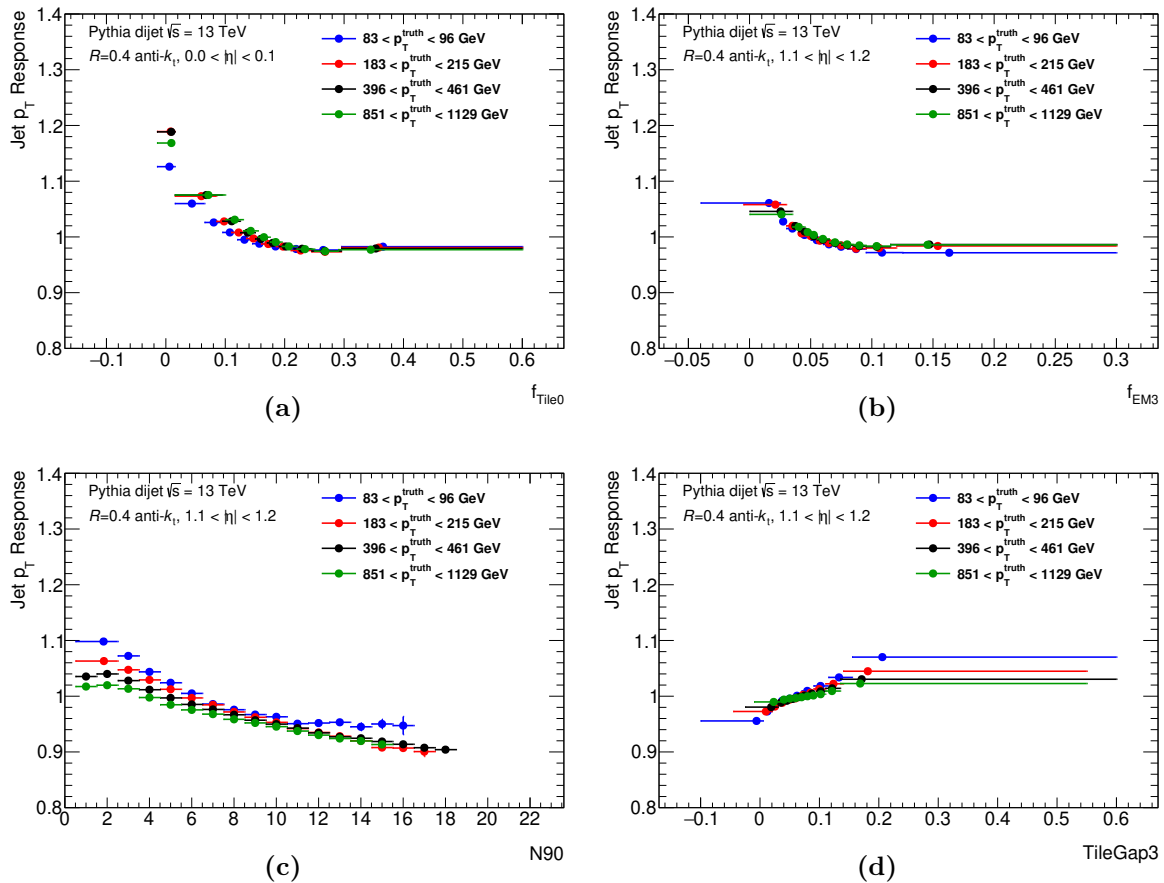 Jet p_T Response
1.4
1.3
1.2
1.1
1
0.9
0.8
Pythia dijet √s = 13 TeV
R=0.4 anti-k_t, 0.0 < |η| < 0.1
83 < p_T^truth < 96 GeV
183 < p_T^truth < 215 GeV
396 < p_T^truth < 461 GeV
851 < p_T^truth < 1129 GeV
−0.1 0 0.1 0.2 0.3 0.4 0.5 0.6
f_Tile0
(a)
Jet p_T Response
1.4
1.3
1.2
1.1
1
0.9
0.8
Pythia dijet √s = 13 TeV
R=0.4 anti-k_t, 1.1 < |η| < 1.2
83 < p_T^truth < 96 GeV
183 < p_T^truth < 215 GeV
396 < p_T^truth < 461 GeV
851 < p_T^truth < 1129 GeV
−0.05 0 0.05 0.1 0.15 0.2 0.25 0.3
f_EM3
(b)
Jet p_T Response
1.4
1.3
1.2
1.1
1
0.9
0.8
Pythia dijet √s = 13 TeV
R=0.4 anti-k_t, 1.1 < |η| < 1.2
83 < p_T^truth < 96 GeV
183 < p_T^truth < 215 GeV
396 < p_T^truth < 461 GeV
851 < p_T^truth < 1129 GeV
0 2 4 6 8 10 12 14 16 18 20 22
N90
(c)
Jet p_T Response
1.4
1.3
1.2
1.1
1
0.9
0.8
Pythia dijet √s = 13 TeV
R=0.4 anti-k_t, 1.1 < |η| < 1.2
83 < p_T^truth < 96 GeV
183 < p_T^truth < 215 GeV
396 < p_T^truth < 461 GeV
851 < p_T^truth < 1129 GeV
−0.1 0 0.1 0.2 0.3 0.4 0.5 0.6
TileGap3
(d)